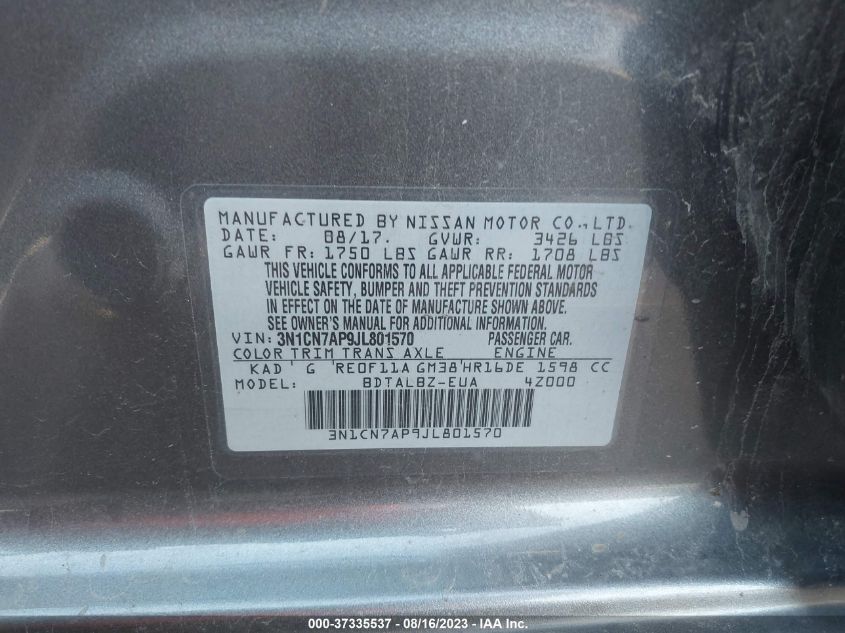 MANUFACTURED BY NISSAN MOTOR CO.,LTD.
DATE: 08/17. GVWR: 3426 LBS
GAWR FR: 1750 LBS GAWR RR: 1708 LBS
THIS VEHICLE CONFORMS TO ALL APPLICABLE FEDERAL MOTOR
VEHICLE SAFETY, BUMPER AND THEFT PREVENTION STANDARDS
IN EFFECT ON THE DATE OF MANUFACTURE SHOWN ABOVE.
SEE OWNER'S MANUAL FOR ADDITIONAL INFORMATION.
VIN: 3N1CN7AP9JL801570 PASSENGER CAR.
COLOR TRIM TRANS AXLE ENGINE
KAD G RE0F11A GM38 HR16DE 1598 CC
MODEL: BDTALBZ-EUA 4Z000
3N1CN7AP9JL801570
000-37335537 - 08/16/2023 - IAA Inc.